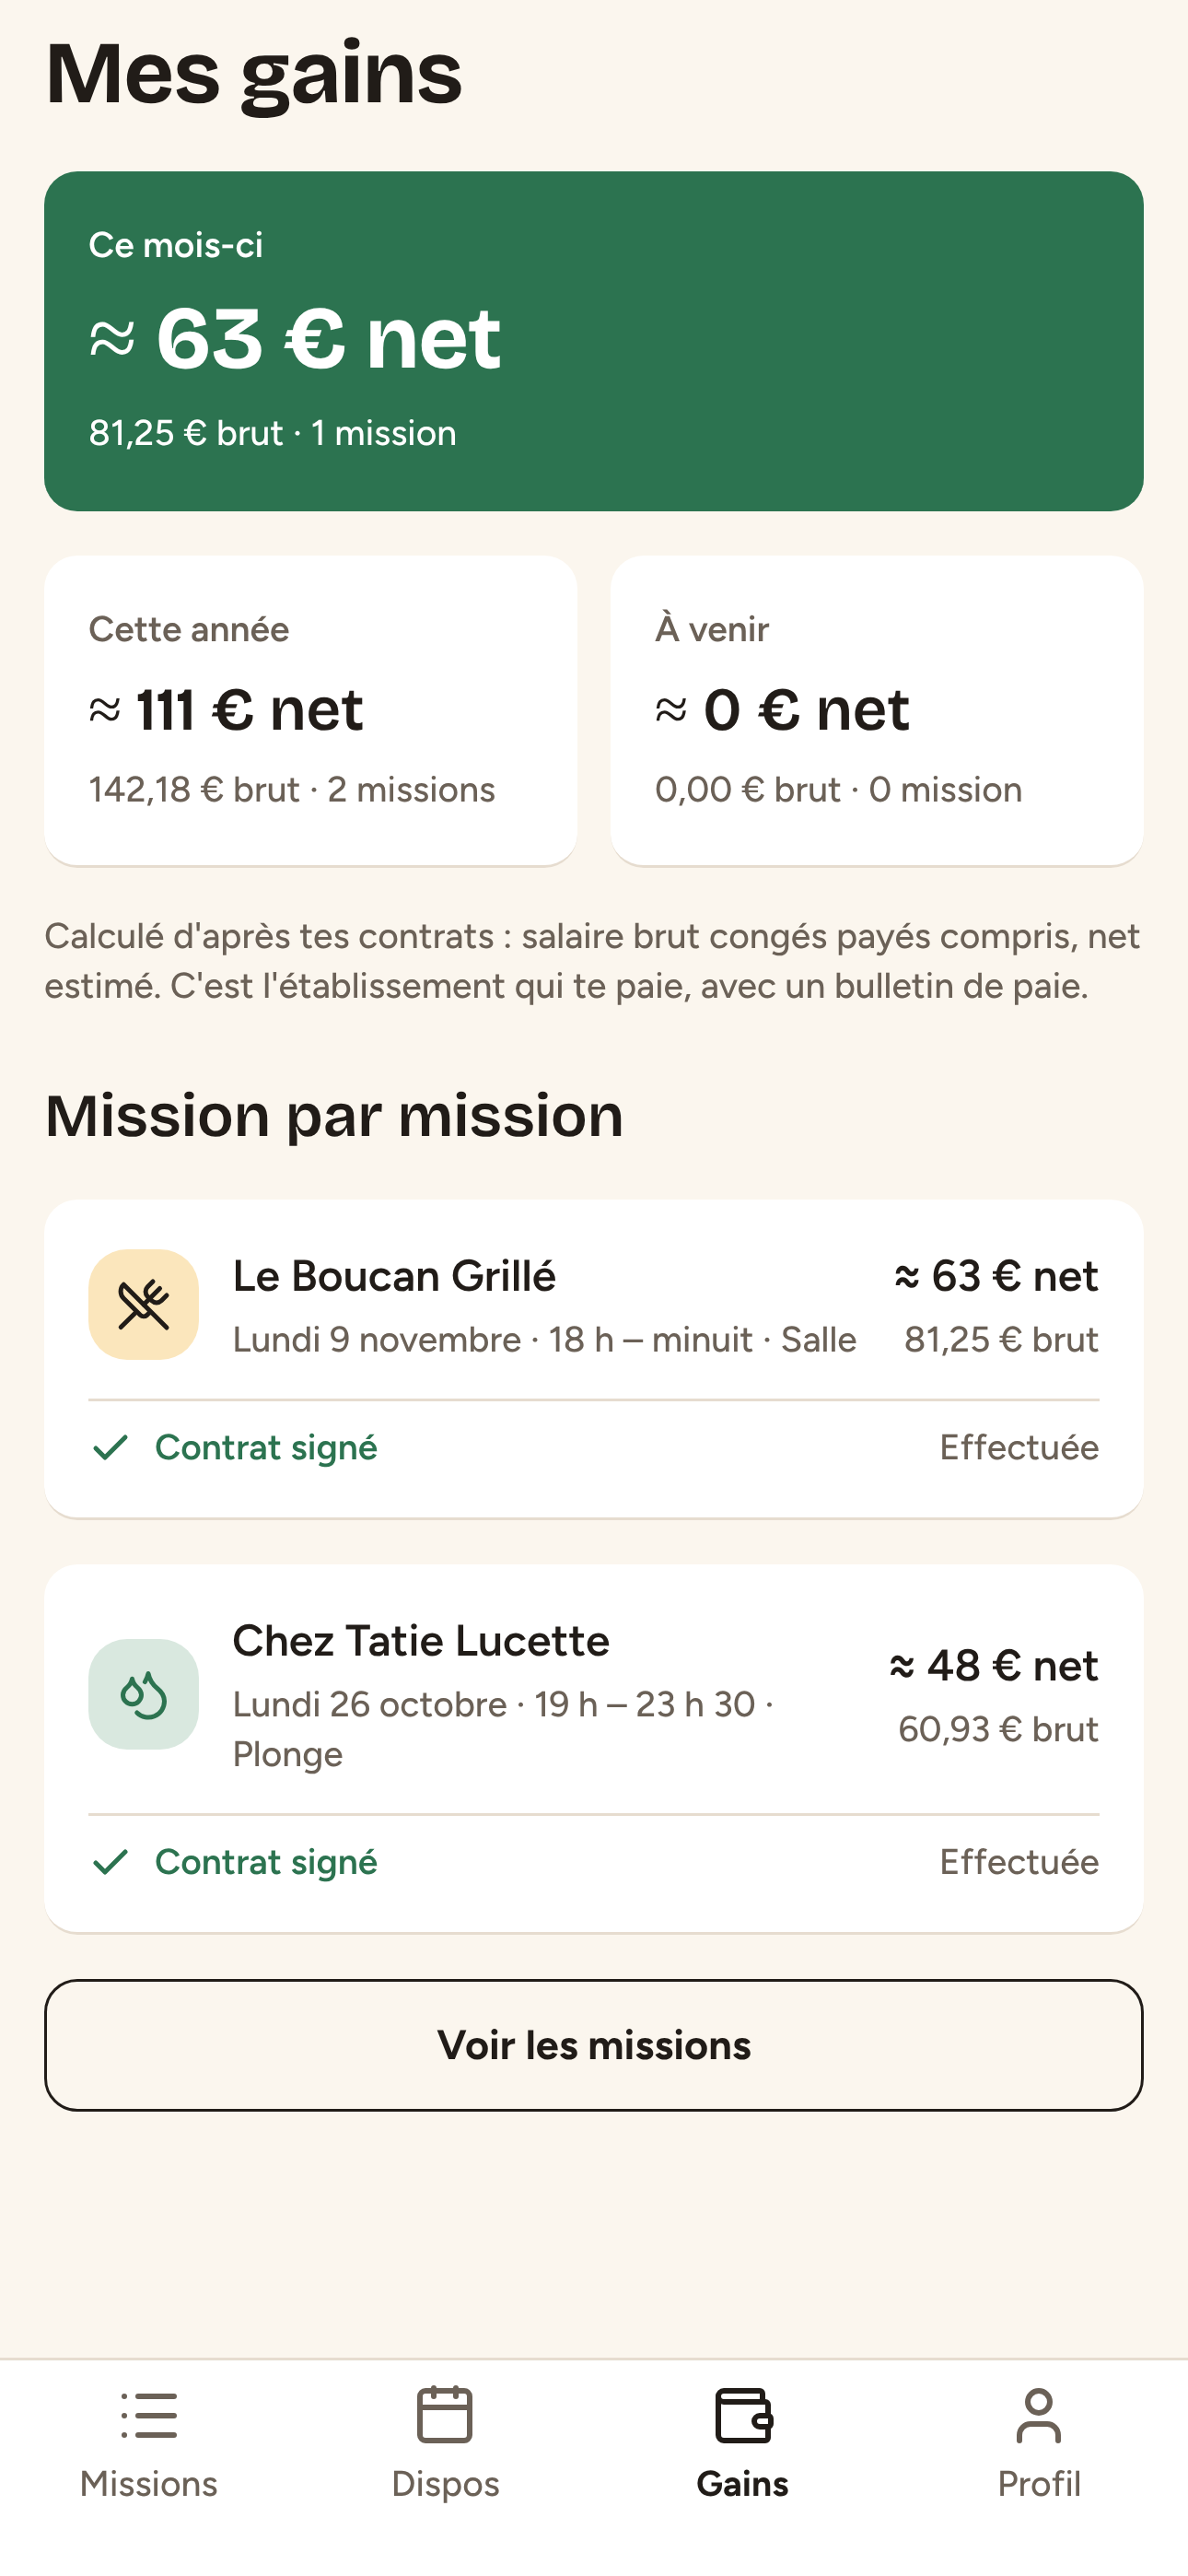 Mes gains
Ce mois-ci
≈ 63 € net
81,25 € brut · 1 mission
Cette année
≈ 111 € net
142,18 € brut · 2 missions
À venir
≈ 0 € net
0,00 € brut · 0 mission
Calculé d'après tes contrats : salaire brut congés payés compris, net
estimé. C'est l'établissement qui te paie, avec un bulletin de paie.
Mission par mission
Le Boucan Grillé
≈ 63 € net
Lundi 9 novembre · 18 h – minuit · Salle
81,25 € brut
Contrat signé
Effectuée
Chez Tatie Lucette
≈ 48 € net
Lundi 26 octobre · 19 h – 23 h 30 ·
Plonge
60,93 € brut
Contrat signé
Effectuée
Voir les missions
Missions
Dispos
Gains
Profil